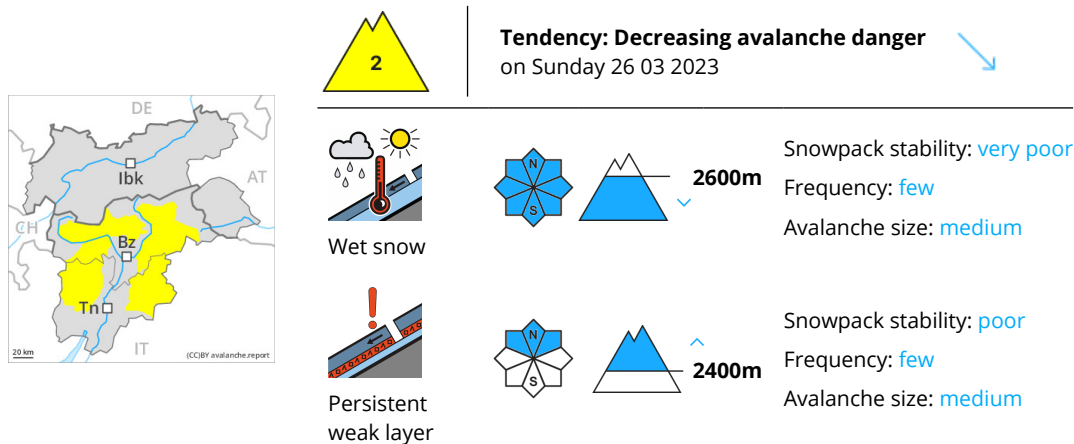 2
Tendency: Decreasing avalanche danger
on Sunday 26 03 2023
DE
Ibk
AT
CH
Bz
Tn
20 km
IT
(CC)BY avalanche.report
Wet snow
N
S
2600m
Snowpack stability: very poor
Frequency: few
Avalanche size: medium
Persistent
weak layer
N
S
2400m
Snowpack stability: poor
Frequency: few
Avalanche size: medium